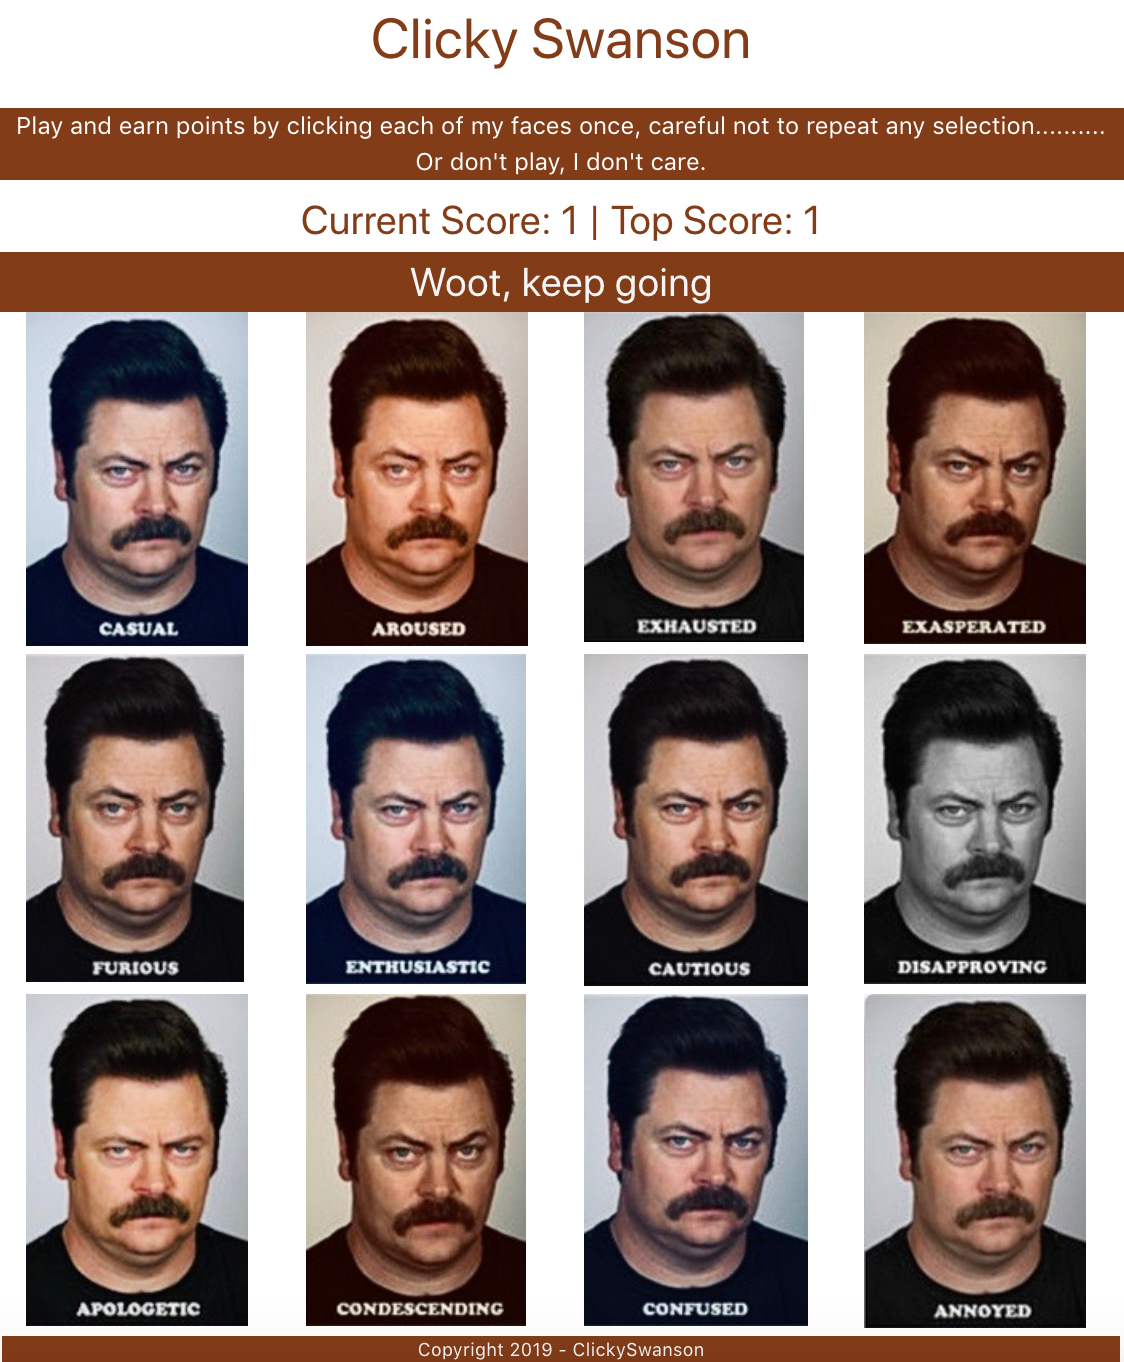 Clicky Swanson
Play and earn points by clicking each of my faces once, careful not to repeat any selection..........
Or don't play, I don't care.
Current Score: 1 | Top Score: 1
Woot, keep going
CASUAL
AROUSED
EXHAUSTED
EXASPERATED
FURIOUS
ENTHUSIASTIC
CAUTIOUS
DISAPPROVING
APOLOGETIC
CONDESCENDING
CONFUSED
ANNOYED
Copyright 2019 - ClickySwanson